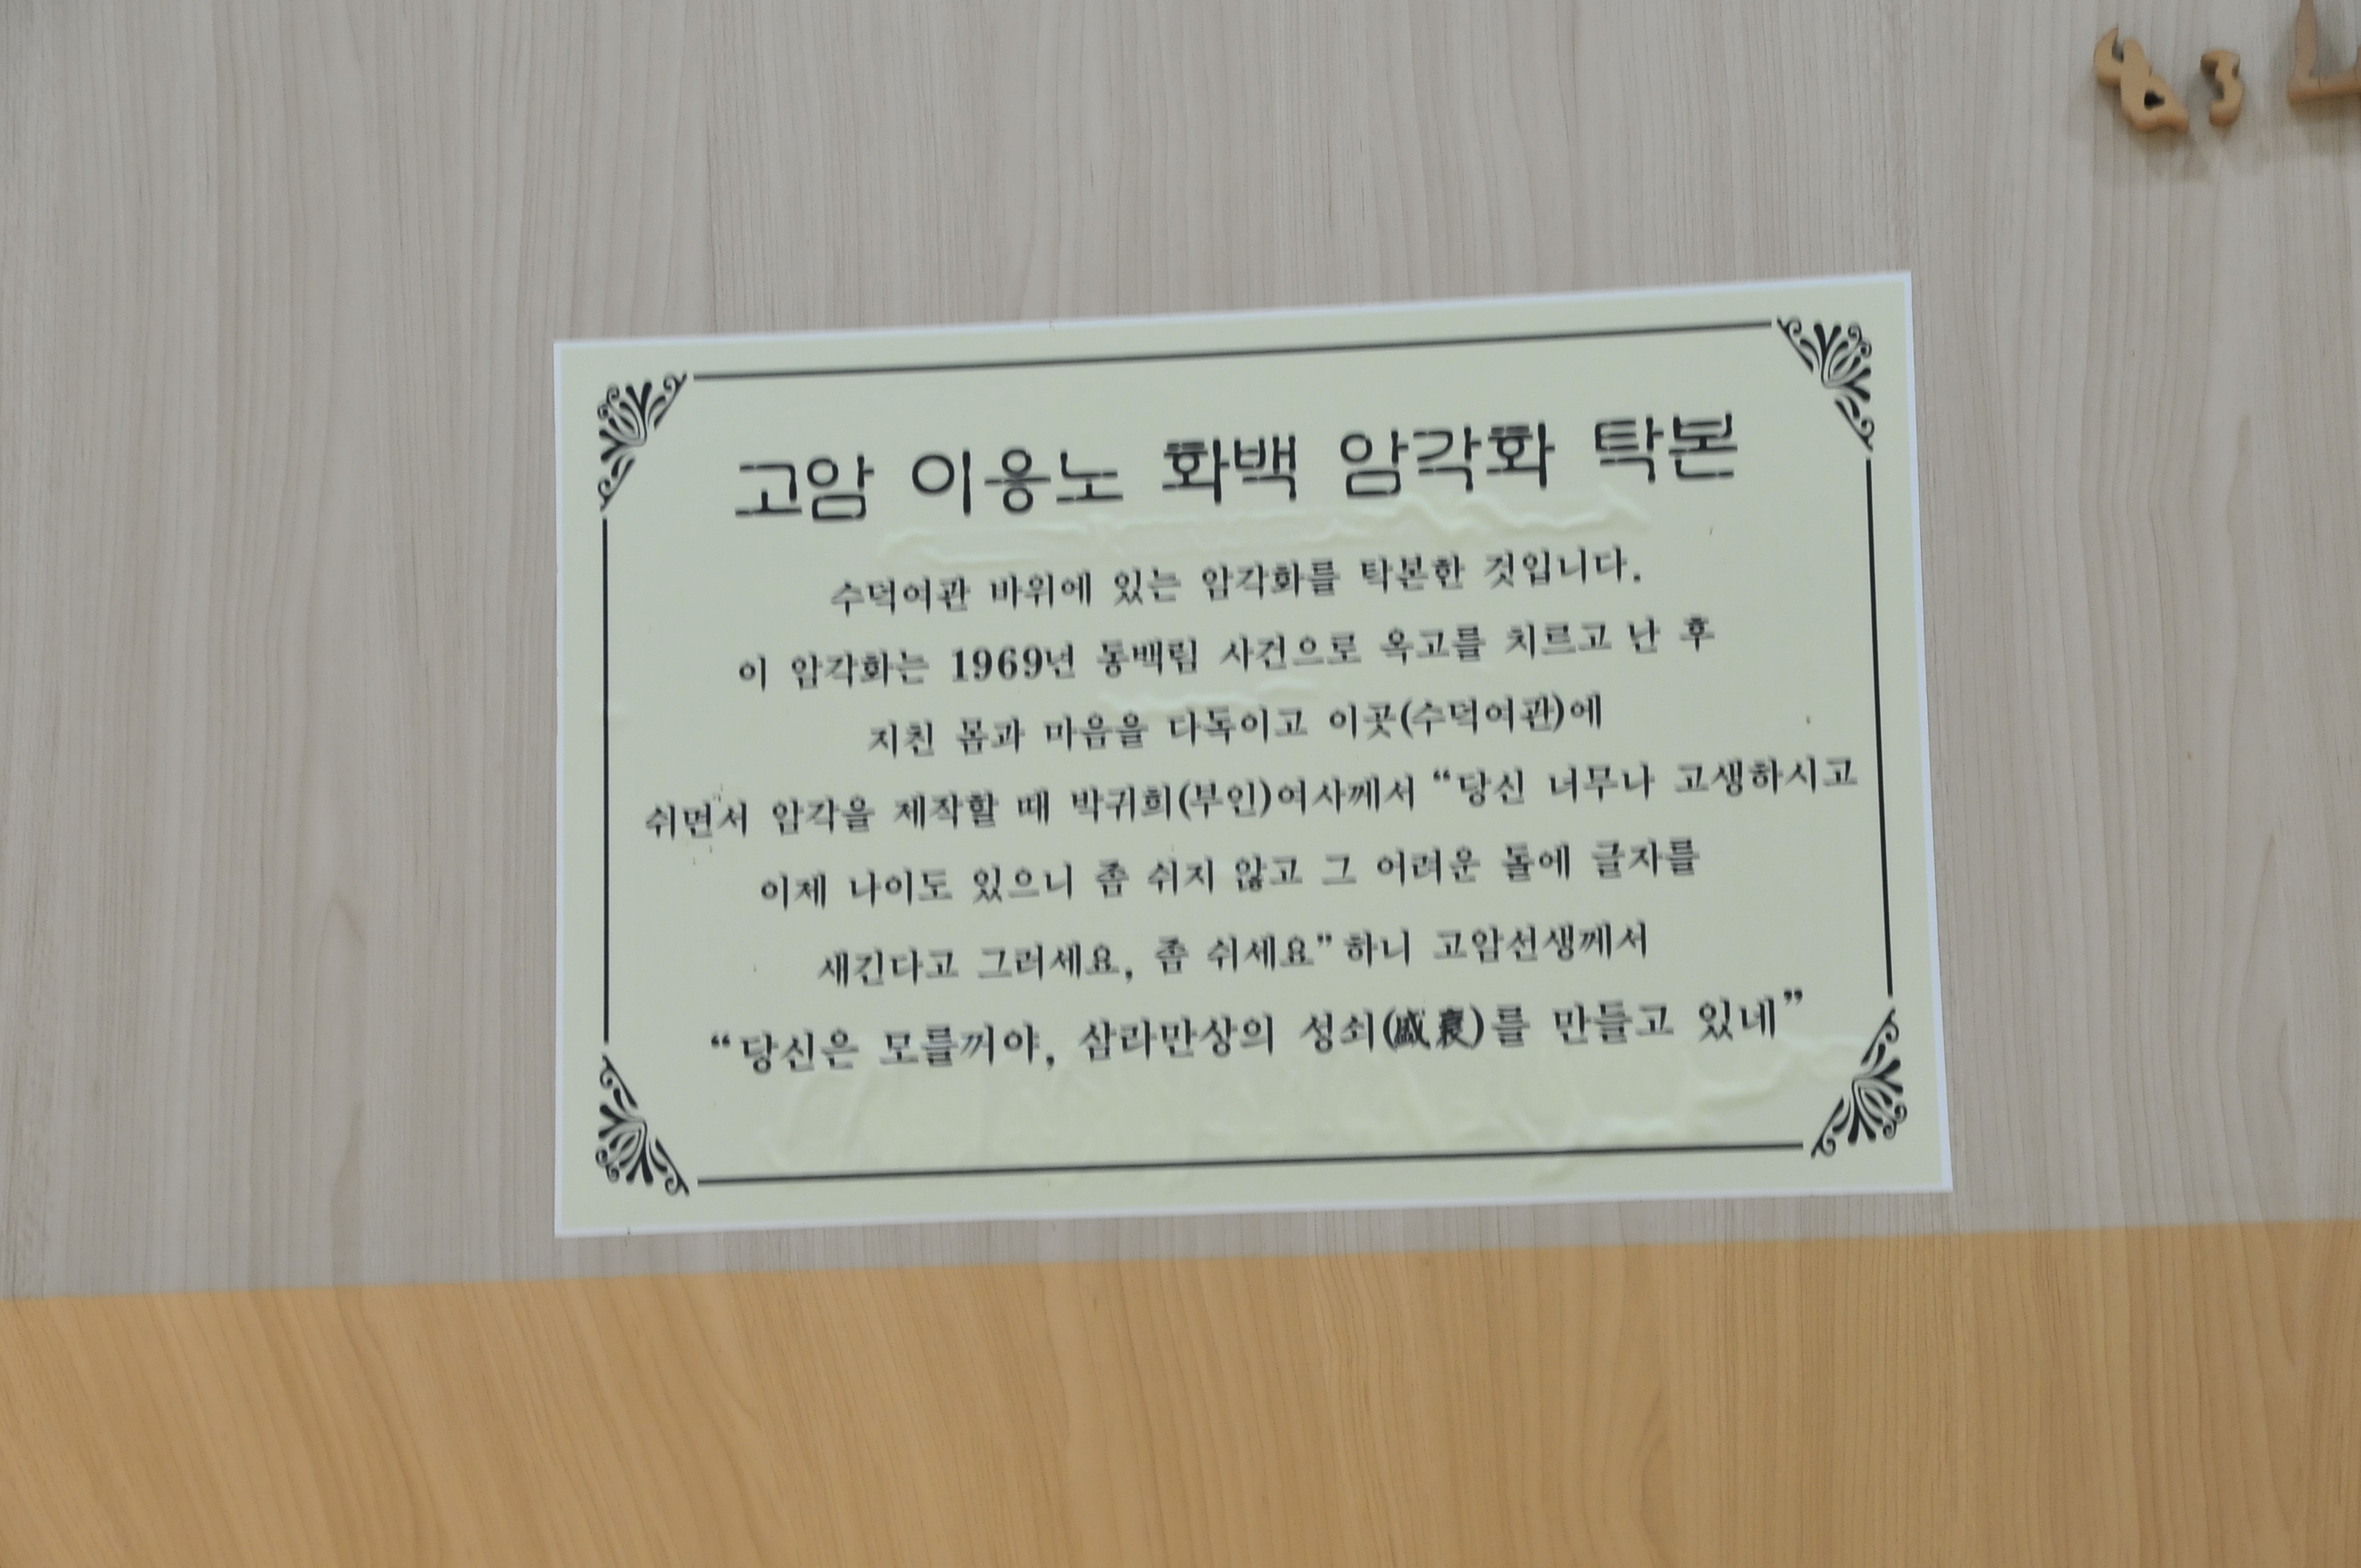 고암 이응노 화백 암각화 탁본
수덕여관 바위에 있는 암각화를 탁본한 것입니다.
이 암각화는 1969년 동백림 사건으로 옥고를 치르고 난 후
지친 몸과 마음을 다독이고 이곳(수덕여관)에
쉬면서 암각을 제작할 때 박귀희(부인)여사께서 “당신 너무나 고생하시고
이제 나이도 있으니 좀 쉬지 않고 그 어려운 돌에 글자를
새긴다고 그러세요, 좀 쉬세요”하니 고암선생께서
“당신은 모를꺼야, 삼라만상의 성쇠(盛衰)를 만들고 있네”